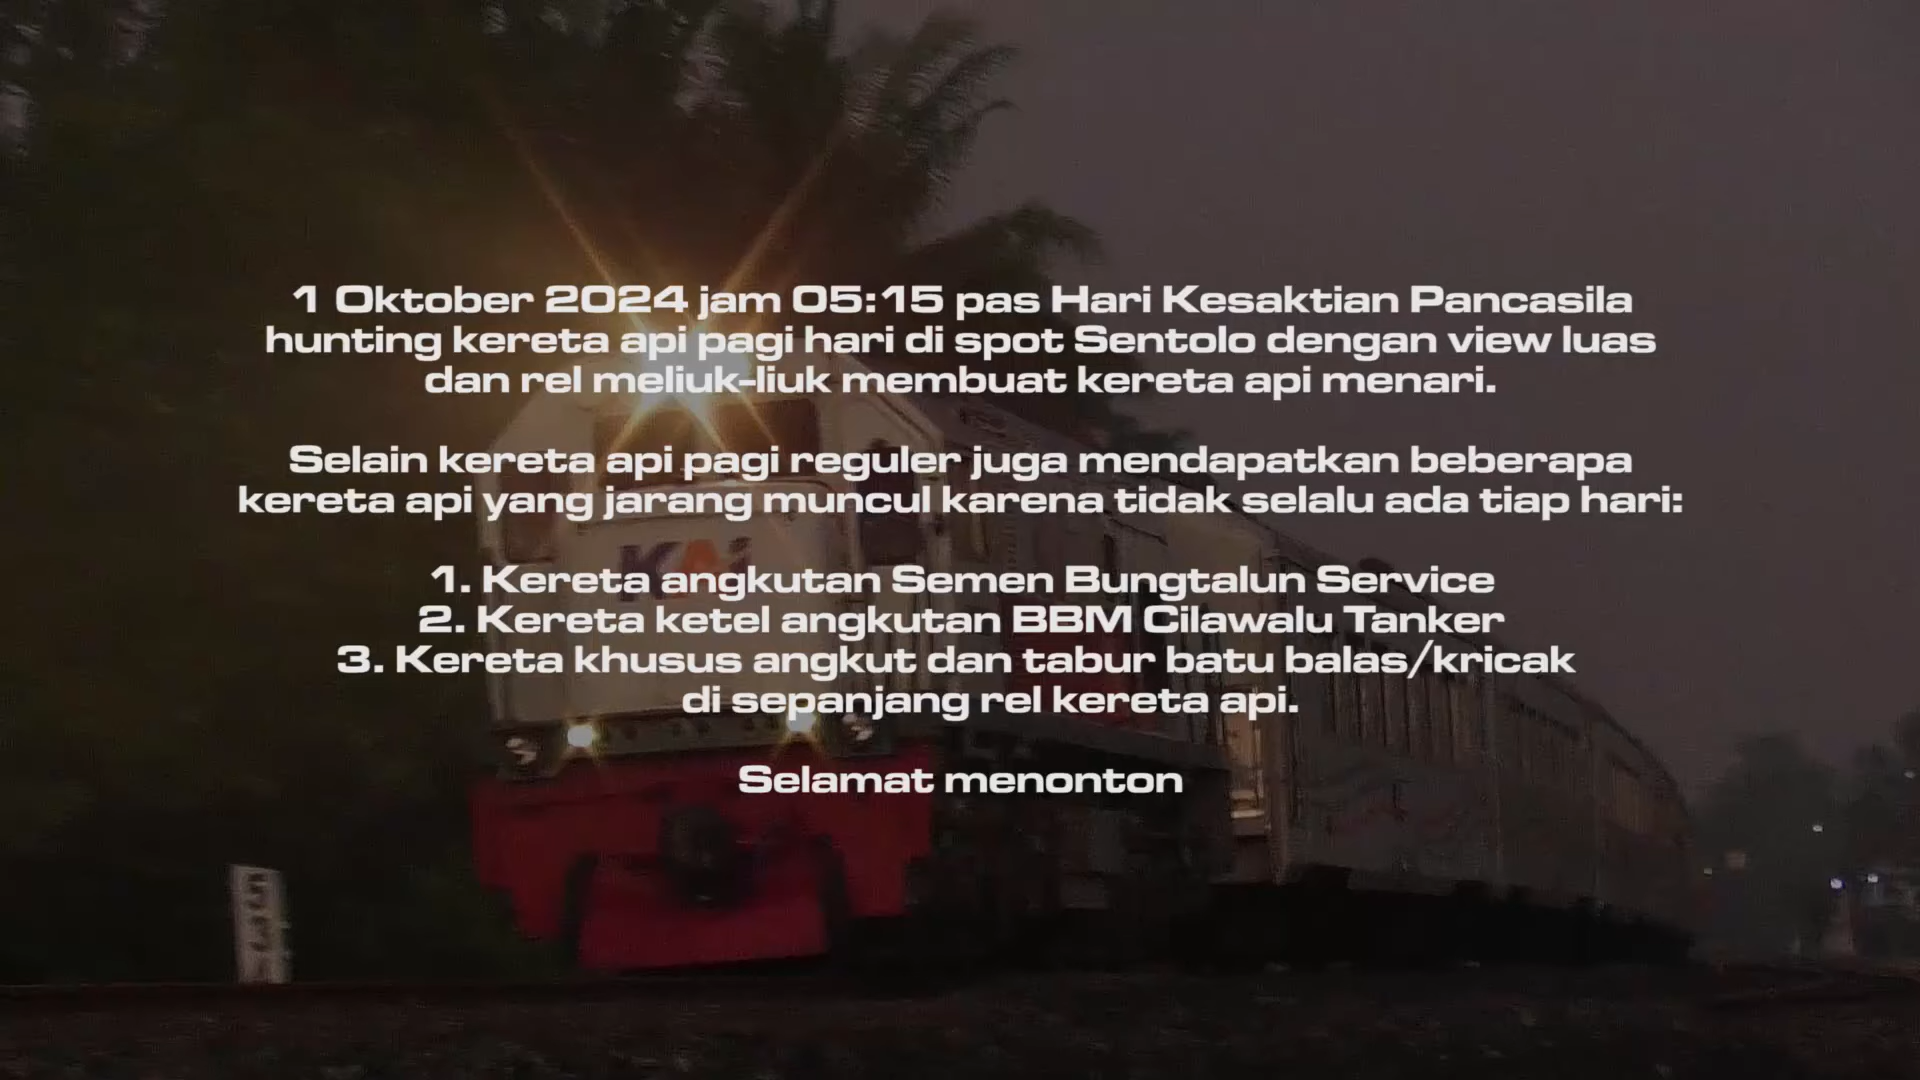 1 Oktober 2024 jam 05:15 pas Hari Kesaktian Pancasila
hunting kereta api pagi hari di spot Sentolo dengan view luas
dan rel meliuk-liuk membuat kereta api menari.
Selain kereta api pagi reguler juga mendapatkan beberapa
kereta api yang jarang muncul karena tidak selalu ada tiap hari:
1. Kereta angkutan Semen Bungtalun Service
2. Kereta ketel angkutan BBM Cilawalu Tanker
3. Kereta khusus angkut dan tabur batu balas/kricak
di sepanjang rel kereta api.
KAI
Selamat menonton